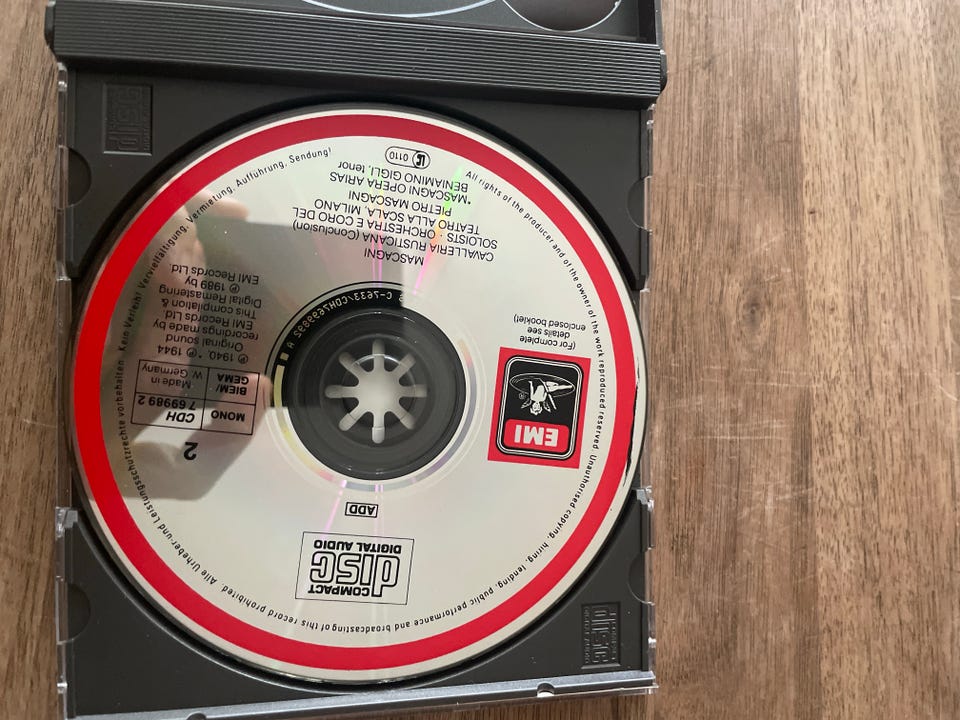 COMPACT
disc
DIGITAL AUDIO
ADD
EMI
2
MONO
CDH
7 69989 2
BIEM/
GEMA
Made in
W. Germany
℗ 1940, * ℗ 1944
Original sound
recordings made by
EMI Records Ltd.
This compilation &
Digital Remastering
℗ 1989 by
EMI Records Ltd.
(For complete
details see
enclosed booklet)
C-7633/CDH7699892 A
MASCAGNI
CAVALLERIA RUSTICANA (Conclusion)
SOLOISTS · ORCHESTRA E CORO DEL
TEATRO ALLA SCALA, MILANO
PIETRO MASCAGNI
*MASCAGNI OPERA ARIAS
BENIAMINO GIGLI, tenor
LC 0110
All rights of the producer and of the owner of the work reproduced reserved. Unauthorised copying, hiring, lending, public performance and broadcasting of this record prohibited. Alle Urheber-und Leistungsschutzrechte vorbehalten. Kein Verleih! Vervielfältigung, Vermietung, Aufführung, Sendung!
disc
disc